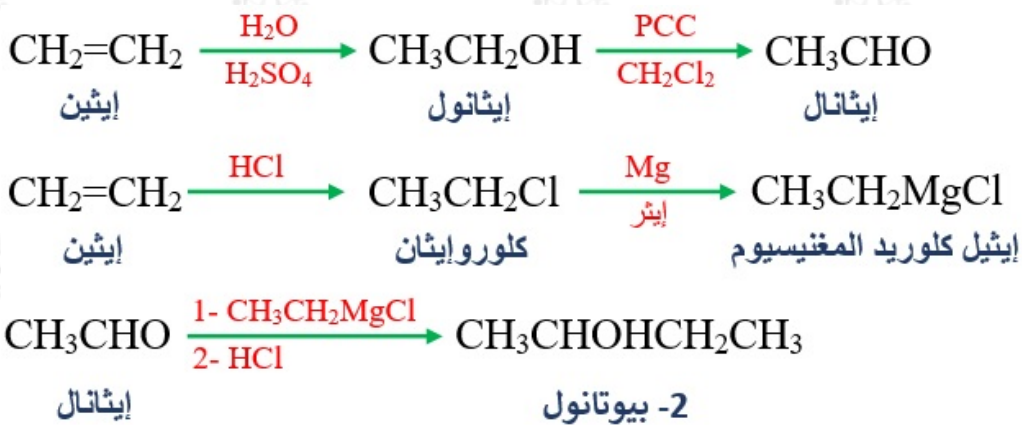 H₂O PCC
CH₂=CH₂ CH₃CH₂OH CH₃CHO
H₂SO₄ CH₂Cl₂
إيثين إيثانول إيثانال
HCl Mg
CH₂=CH₂ CH₃CH₂Cl CH₃CH₂MgCl
إيثر
إيثين كلوروإيثان إيثيل كلوريد المغنيسيوم
1- CH₃CH₂MgCl
CH₃CHO CH₃CHOHCH₂CH₃
2- HCl
إيثانال 2- بيوتانول